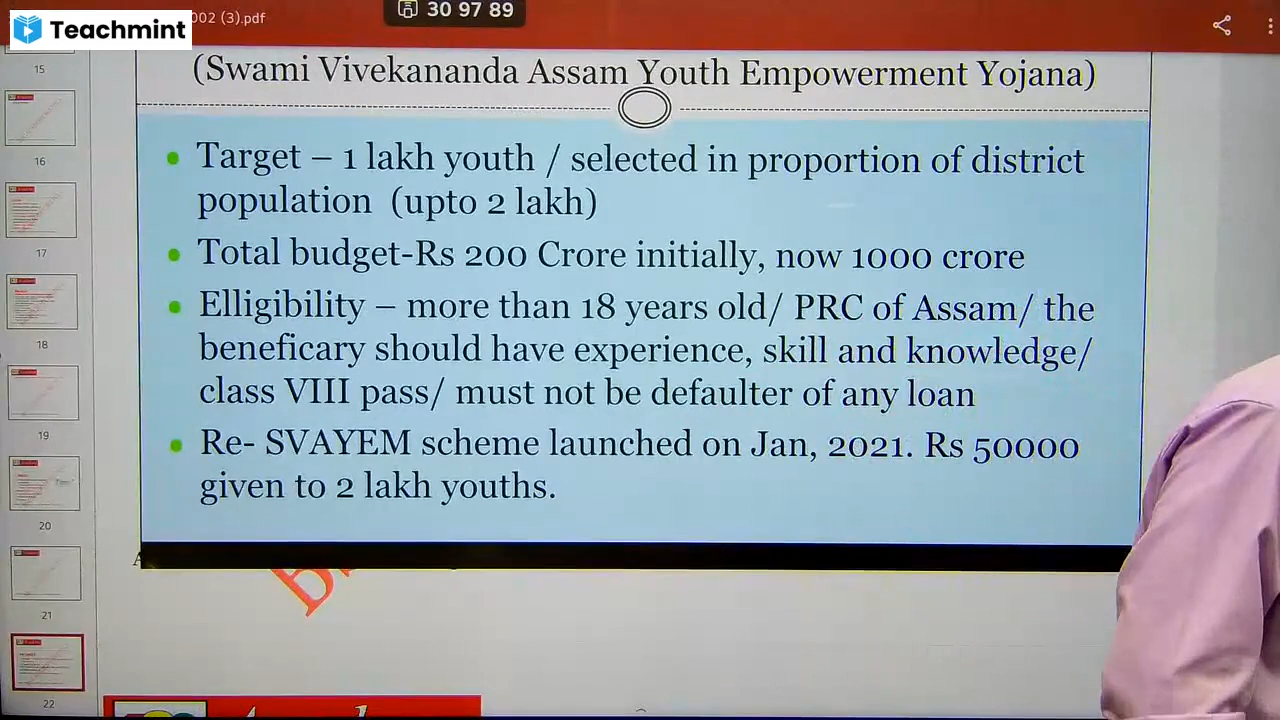 Teachmint
002 (3).pdf
30 97 89
(Swami Vivekananda Assam Youth Empowerment Yojana)
Target – 1 lakh youth / selected in proportion of district
population (upto 2 lakh)
Total budget-Rs 200 Crore initially, now 1000 crore
Elligibility – more than 18 years old/ PRC of Assam/ the
beneficary should have experience, skill and knowledge/
class VIII pass/ must not be defaulter of any loan
Re- SVAYEM scheme launched on Jan, 2021. Rs 50000
given to 2 lakh youths.
15
16
17
18
19
20
21
22